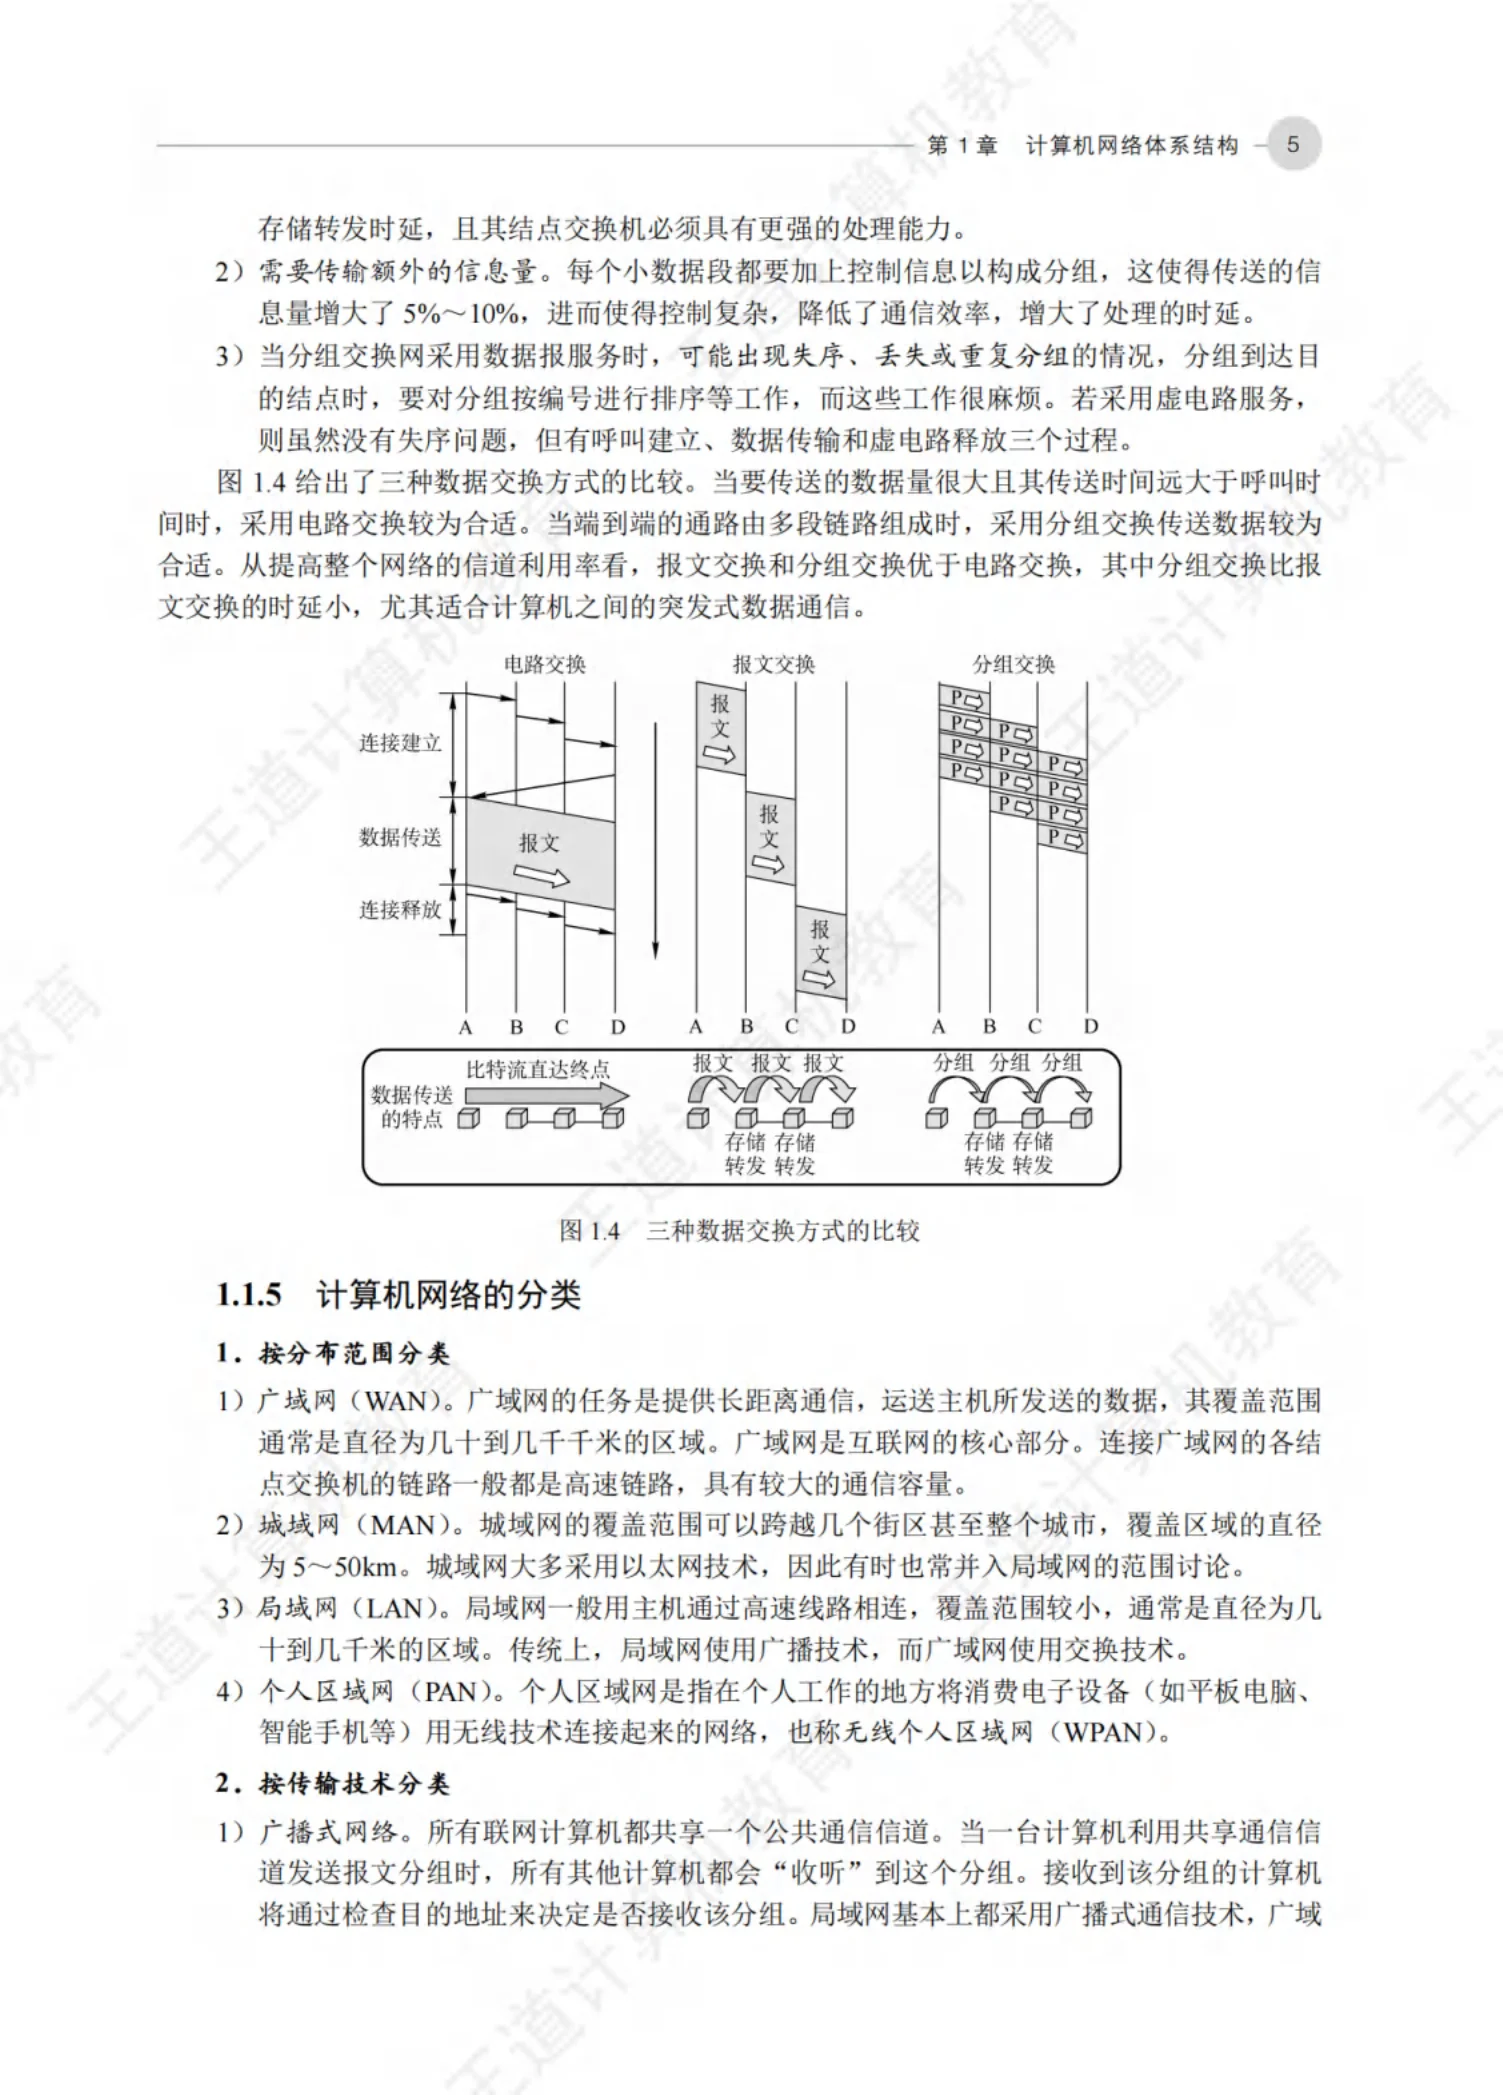 第 1 章 计算机网络体系结构 5
存储转发时延，且其结点交换机必须具有更强的处理能力。
2）需要传输额外的信息量。每个小数据段都要加上控制信息以构成分组，这使得传送的信
息量增大了 5%～10%，进而使得控制复杂，降低了通信效率，增大了处理的时延。
3）当分组交换网采用数据报服务时，可能出现失序、丢失或重复分组的情况，分组到达目
的结点时，要对分组按编号进行排序等工作，而这些工作很麻烦。若采用虚电路服务，
则虽然没有失序问题，但有呼叫建立、数据传输和虚电路释放三个过程。
图 1.4 给出了三种数据交换方式的比较。当要传送的数据量很大且其传送时间远大于呼叫时
间时，采用电路交换较为合适。当端到端的通路由多段链路组成时，采用分组交换传送数据较为
合适。从提高整个网络的信道利用率看，报文交换和分组交换优于电路交换，其中分组交换比报
文交换的时延小，尤其适合计算机之间的突发式数据通信。
电路交换
连接建立
数据传送
报文
连接释放
A B C D
报文交换
报文
报文
报文
A B C D
分组交换
P
P P
P P P
P P P
P P
P
A B C D
数据传送
的特点
比特流直达终点
报文 报文 报文
存储 存储
转发 转发
分组 分组 分组
存储 存储
转发 转发
图 1.4 三种数据交换方式的比较
1.1.5 计算机网络的分类
1．按分布范围分类
1）广域网（WAN）。广域网的任务是提供长距离通信，运送主机所发送的数据，其覆盖范围
通常是直径为几十到几千千米的区域。广域网是互联网的核心部分。连接广域网的各结
点交换机的链路一般都是高速链路，具有较大的通信容量。
2）城域网（MAN）。城域网的覆盖范围可以跨越几个街区甚至整个城市，覆盖区域的直径
为 5～50km。城域网大多采用以太网技术，因此有时也常并入局域网的范围讨论。
3）局域网（LAN）。局域网一般用主机通过高速线路相连，覆盖范围较小，通常是直径为几
十到几千米的区域。传统上，局域网使用广播技术，而广域网使用交换技术。
4）个人区域网（PAN）。个人区域网是指在个人工作的地方将消费电子设备（如平板电脑、
智能手机等）用无线技术连接起来的网络，也称无线个人区域网（WPAN）。
2．按传输技术分类
1）广播式网络。所有联网计算机都共享一个公共通信信道。当一台计算机利用共享通信信
道发送报文分组时，所有其他计算机都会“收听”到这个分组。接收到该分组的计算机
将通过检查目的地址来决定是否接收该分组。局域网基本上都采用广播式通信技术，广域
王道计算机教育